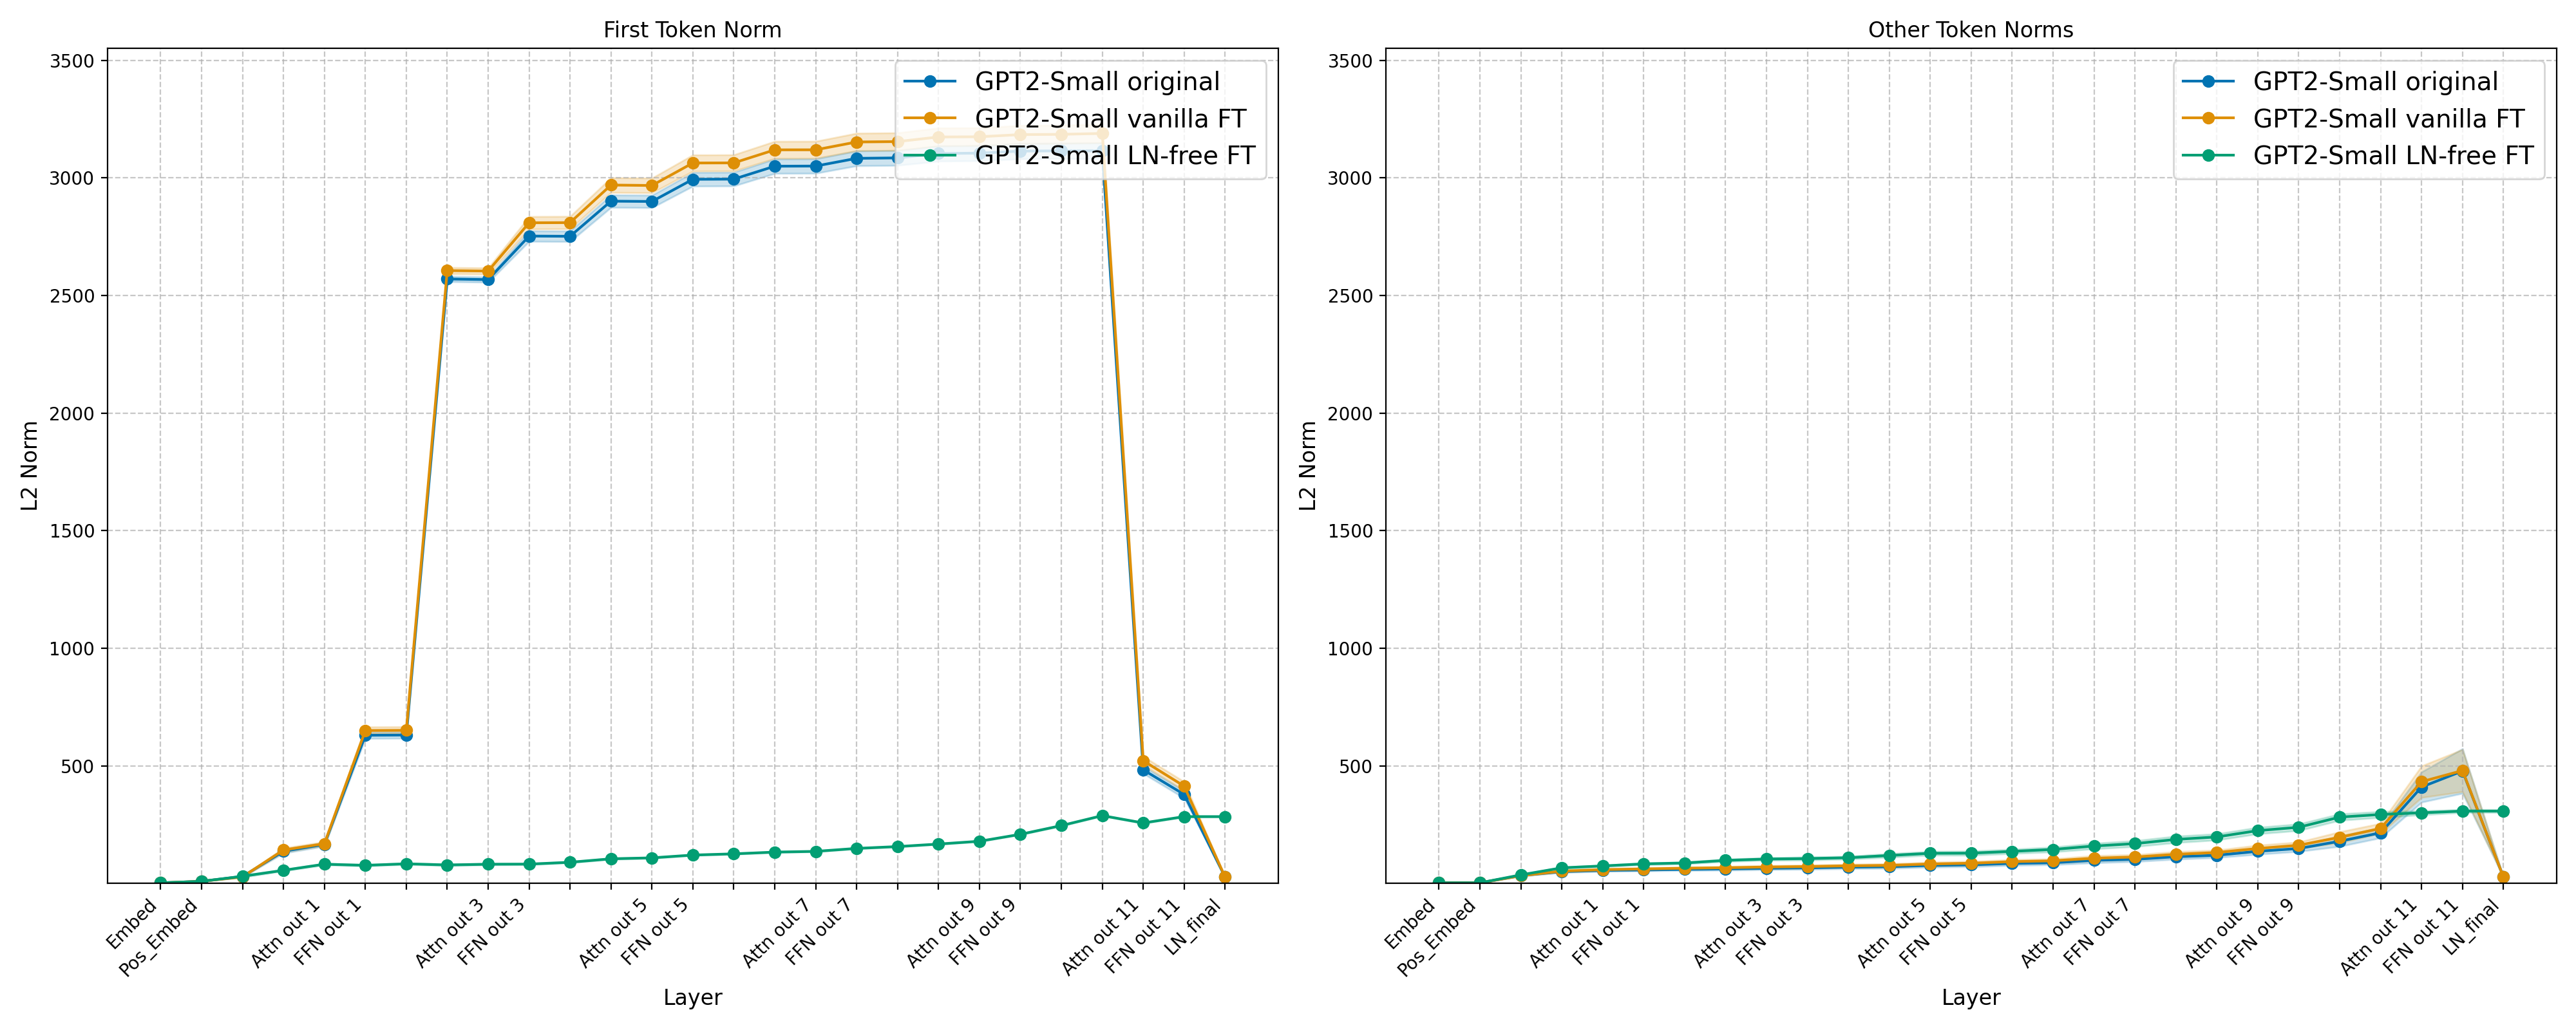 First Token Norm
3500
3000
2500
2000
1500
1000
500
L2 Norm
GPT2-Small original
GPT2-Small vanilla FT
GPT2-Small LN-free FT
Embed
Pos_Embed
Attn out 1
FFN out 1
Attn out 3
FFN out 3
Attn out 5
FFN out 5
Attn out 7
FFN out 7
Attn out 9
FFN out 9
Attn out 11
FFN out 11
LN_final
Layer
Other Token Norms
3500
3000
2500
2000
1500
1000
500
L2 Norm
GPT2-Small original
GPT2-Small vanilla FT
GPT2-Small LN-free FT
Embed
Pos_Embed
Attn out 1
FFN out 1
Attn out 3
FFN out 3
Attn out 5
FFN out 5
Attn out 7
FFN out 7
Attn out 9
FFN out 9
Attn out 11
FFN out 11
LN_final
Layer